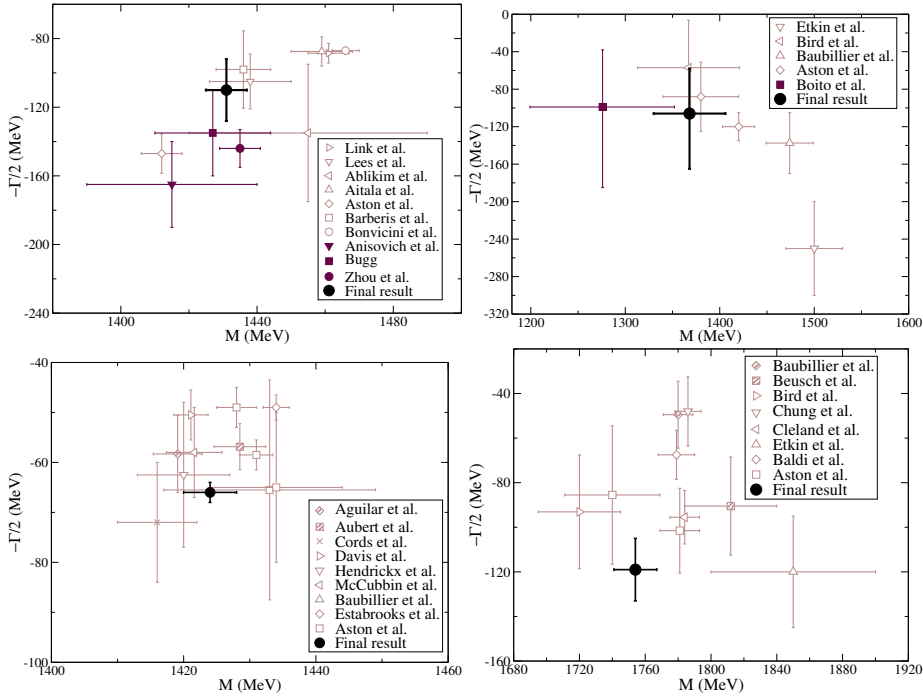 -40
-80
-120
-160
-200
-240
−Γ/2 (MeV)
1400
1440
1480
M (MeV)
Link et al.
Lees et al.
Ablikim et al.
Aitala et al.
Aston et al.
Barberis et al.
Bonvicini et al.
Anisovich et al.
Bugg
Zhou et al.
Final result
0
-40
-80
-120
-160
-200
-240
-280
-320
−Γ/2 (MeV)
1200
1300
1400
1500
1600
M (MeV)
Etkin et al.
Bird et al.
Baubillier et al.
Aston et al.
Boito et al.
Final result
-40
-60
-80
-100
−Γ/2 (MeV)
1400
1420
1440
1460
M (MeV)
Aguilar et al.
Aubert et al.
Cords et al.
Davis et al.
Hendrickx et al.
McCubbin et al.
Baubillier et al.
Estabrooks et al.
Aston et al.
Final result
0
-40
-80
-120
-160
−Γ/2 (MeV)
1680
1720
1760
1800
1840
1880
1920
M (MeV)
Baubillier et al.
Beusch et al.
Bird et al.
Chung et al.
Cleland et al.
Etkin et al.
Baldi et al.
Aston et al.
Final result